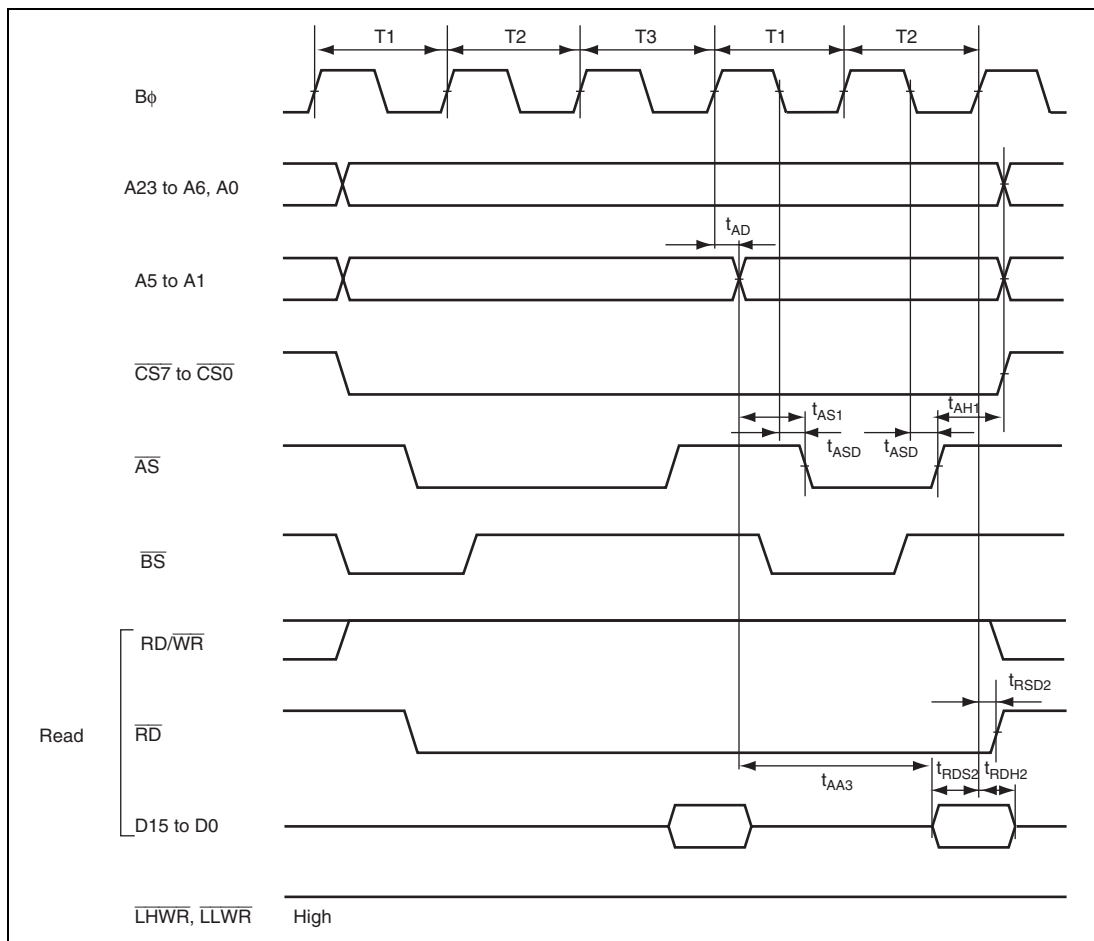 T1 T2 T3 T1 T2
Bϕ
A23 to A6, A0
tAD
A5 to A1
CS7 to CS0
tAS1 tAH1
tASD tASD
AS
BS
RD/WR
tRSD2
Read
RD
tAA3 tRDS2 tRDH2
D15 to D0
LHWR, LLWR High